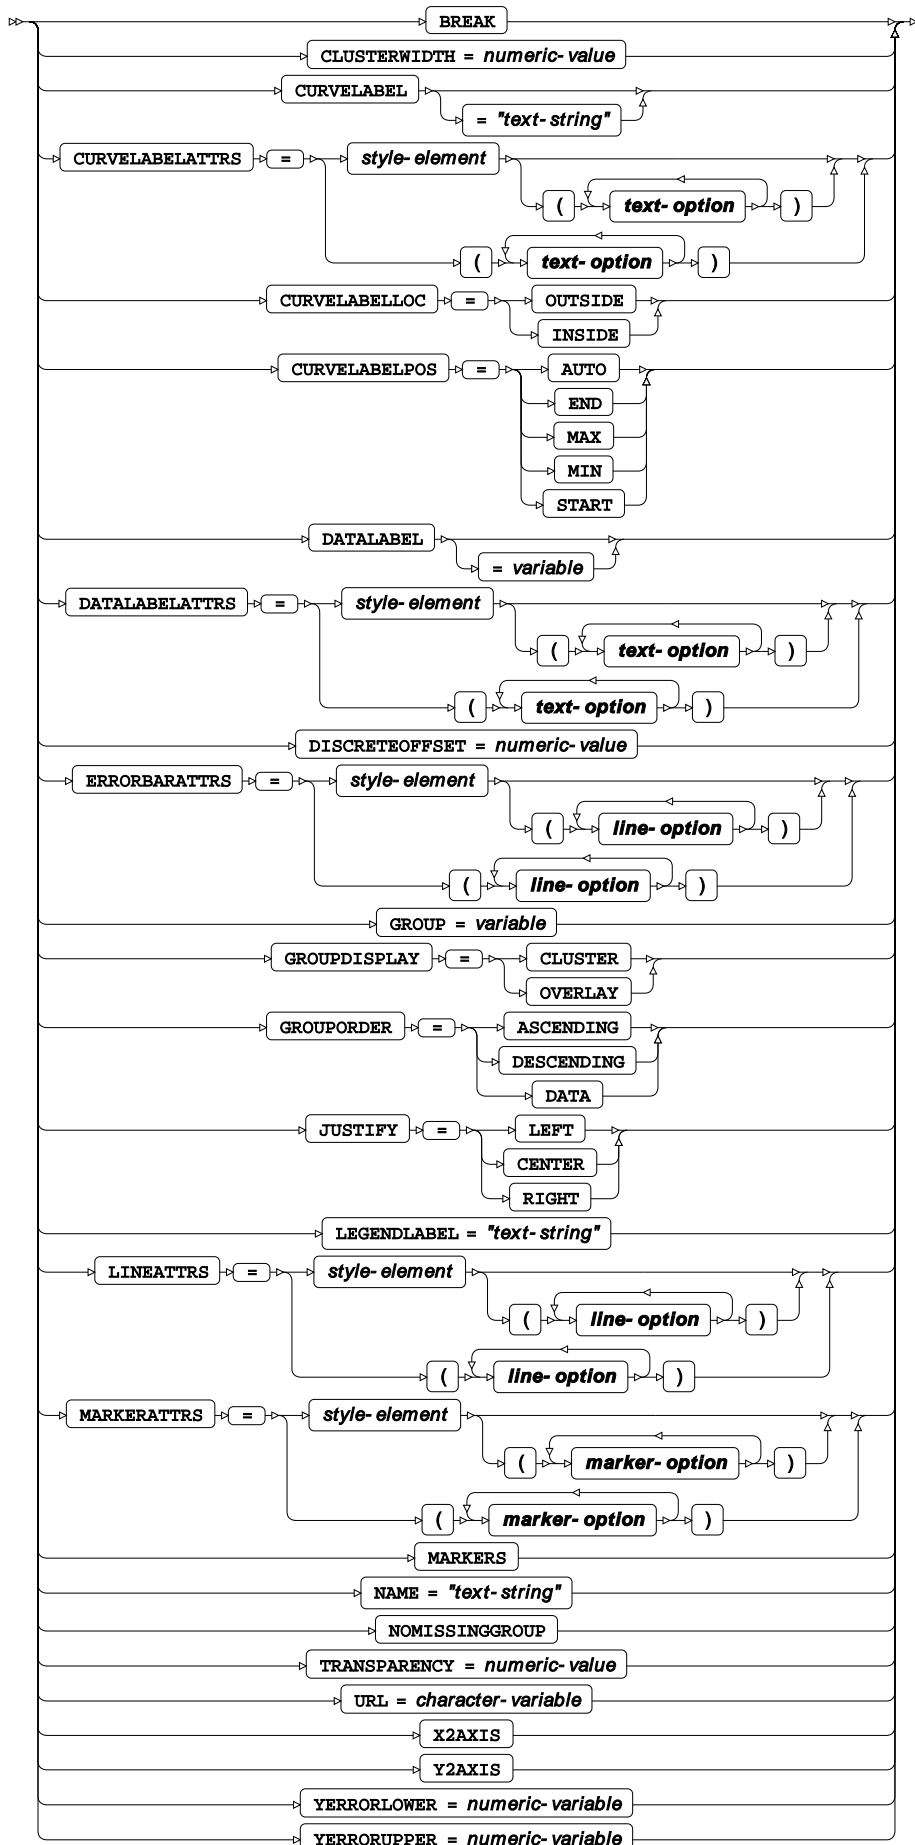 BREAK
CLUSTERWIDTH = numeric-value
CURVELABEL
= "text-string"
CURVELABELATTRS = style-element
( text-option )
( text-option )
CURVELABELLOC = OUTSIDE
INSIDE
CURVELABELPOS = AUTO
END
MAX
MIN
START
DATALABEL
= variable
DATALABELATTRS = style-element
( text-option )
( text-option )
DISCRETEOFFSET = numeric-value
ERRORBARATTRS = style-element
( line-option )
( line-option )
GROUP = variable
GROUPDISPLAY = CLUSTER
OVERLAY
GROUPORDER = ASCENDING
DESCENDING
DATA
JUSTIFY = LEFT
CENTER
RIGHT
LEGENDLABEL = "text-string"
LINEATTRS = style-element
( line-option )
( line-option )
MARKERATTRS = style-element
( marker-option )
( marker-option )
MARKERS
NAME = "text-string"
NOMISSINGGROUP
TRANSPARENCY = numeric-value
URL = character-variable
X2AXIS
Y2AXIS
YERRORLOWER = numeric-variable
YERRORUPPER = numeric-variable